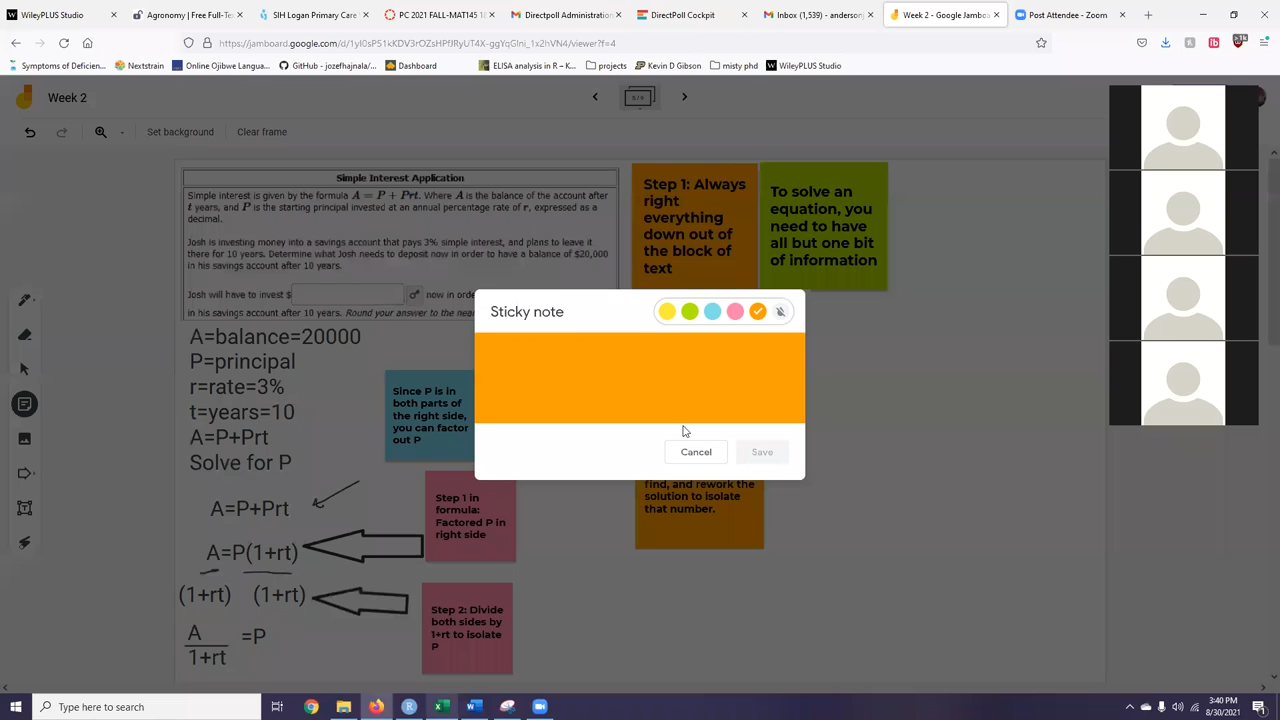 WileyPLUS Studio
Agronomy | Free Full-Te
SIH Logan Primary Care
PC 2021 FALL-MAT145 18
Directpoll Administration
DirectPoll Cockpit
Inbox (1,539) - andersonj
Week 2 - Google Jamboa
Post Attendee - Zoom
https://jamboard.google.com/d/
/viewer?f=4
Symptoms of Deficien...
Nextstrain
Online Ojibwe Langua...
GitHub - jozefhajnala/...
Dashboard
ELISA analysis in R – K...
projects
Kevin D Gibson
misty phd
WileyPLUS Studio
Week 2
Set background
Clear frame
Simple Interest Application
Simple interest is given by the formula A = P + Prt. Where A is the balance of the account after
t years, and P is the starting principal invested at an annual percentage rate of r, expressed as a
decimal.
Josh is investing money into a savings account that pays 3% simple interest, and plans to leave it
there for 10 years. Determine what Josh needs to deposit now in order to have a balance of $20,000
in his savings account after 10 years.
Josh will have to invest $
now in orde
in his savings account after 10 years. Round your answer to the neare
Step 1: Always
right
everything
down out of
the block of
text
To solve an
equation, you
need to have
all but one bit
of information
Sticky note
Cancel
Save
A=balance=20000
P=principal
r=rate=3%
t=years=10
A=P+Prt
Solve for P
Since P is in
both parts of
the right side,
you can factor
out P
find, and rework the
solution to isolate
that number.
A=P+Prt
A=P(1+rt)
(1+rt) (1+rt)
A
1+rt
=P
Step 1 in
formula:
Factored P in
right side
Step 2: Divide
both sides by
1+rt to isolate
P
Type here to search
3:40 PM
8/30/2021